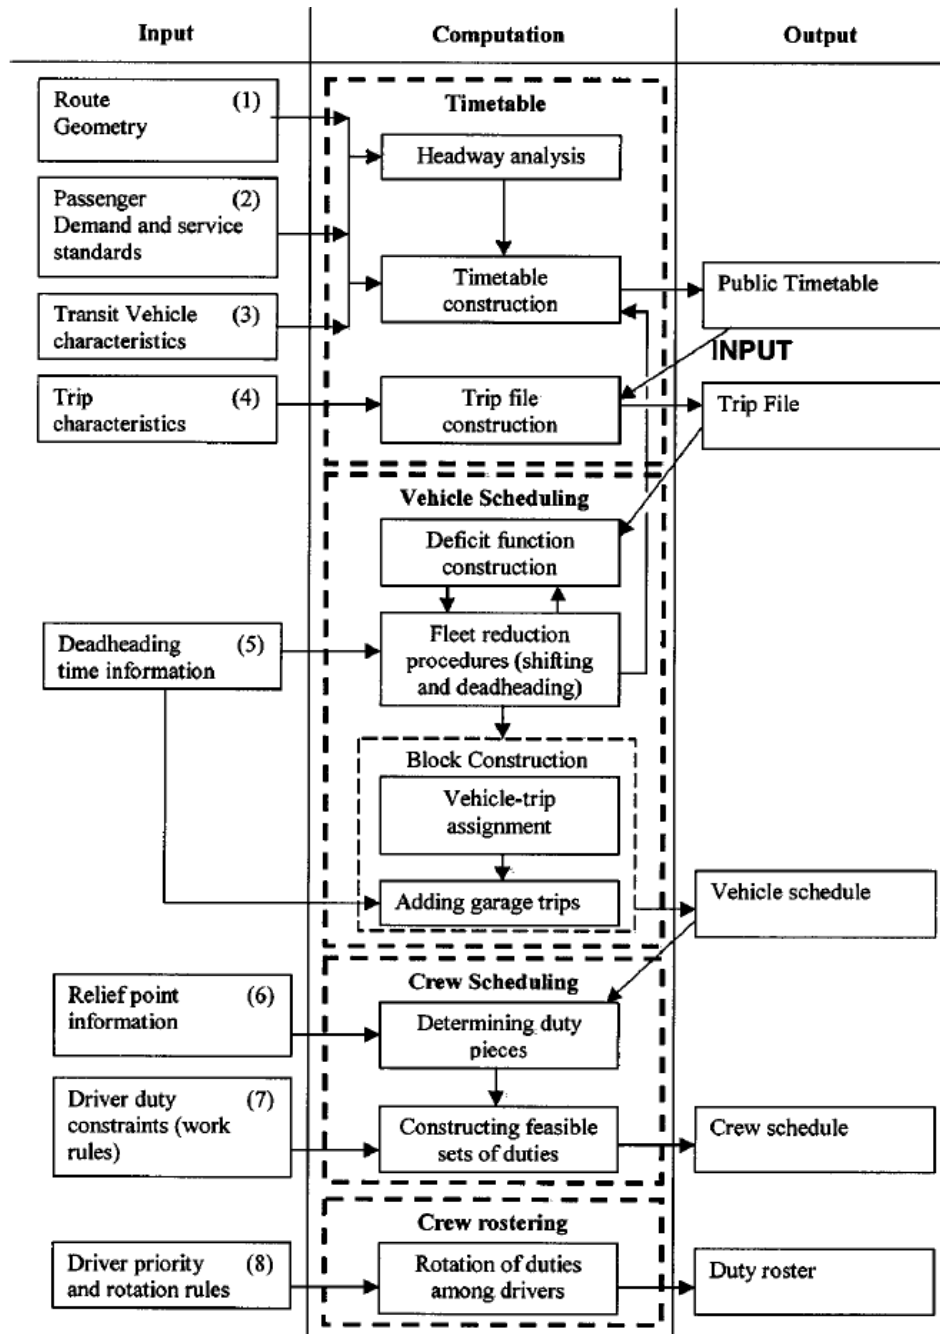 Input
Computation
Output
Route (1)
Geometry
Passenger (2)
Demand and service
standards
Transit Vehicle (3)
characteristics
Trip (4)
characteristics
Timetable
Headway analysis
Timetable
construction
Public Timetable
INPUT
Trip file
construction
Trip File
Vehicle Scheduling
Deficit function
construction
Deadheading (5)
time information
Fleet reduction
procedures (shifting
and deadheading)
Block Construction
Vehicle-trip
assignment
Adding garage trips
Vehicle schedule
Crew Scheduling
Relief point (6)
information
Determining duty
pieces
Driver duty (7)
constraints (work
rules)
Constructing feasible
sets of duties
Crew schedule
Crew rostering
Driver priority (8)
and rotation rules
Rotation of duties
among drivers
Duty roster